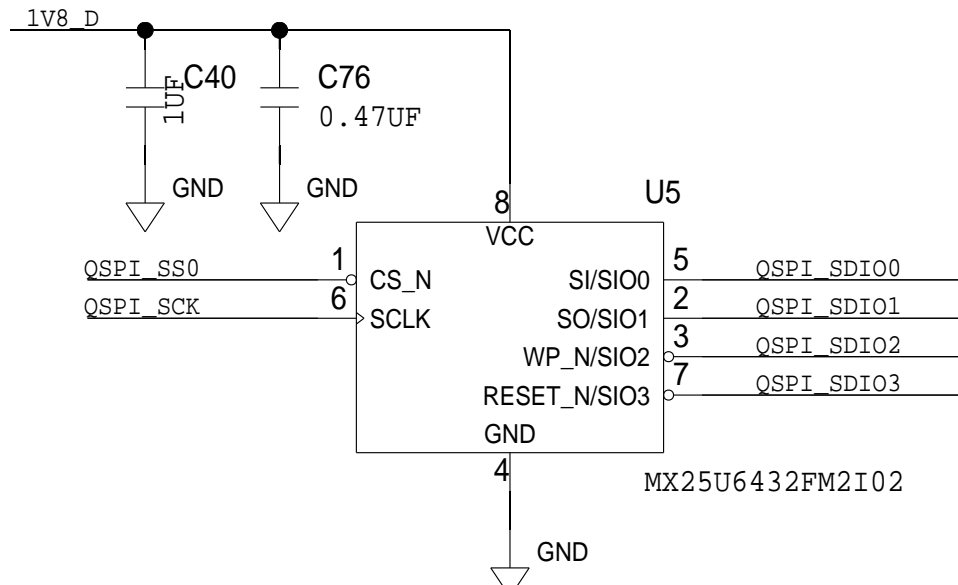 1V8_D
C40
1UF
C76
0.47UF
GND
GND
U5
8
VCC
QSPI_SS0
1
CS_N
SI/SIO0
5
QSPI_SDIO0
QSPI_SCK
6
SCLK
SO/SIO1
2
QSPI_SDIO1
WP_N/SIO2
3
QSPI_SDIO2
RESET_N/SIO3
7
QSPI_SDIO3
GND
4
MX25U6432FM2I02
GND